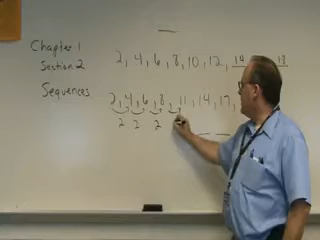 Chapter 1
Section 2
Sequences
2, 4, 6, 8, 10, 12, 14
2, 4, 6, 8, 11, 14, 17,
2 2 2